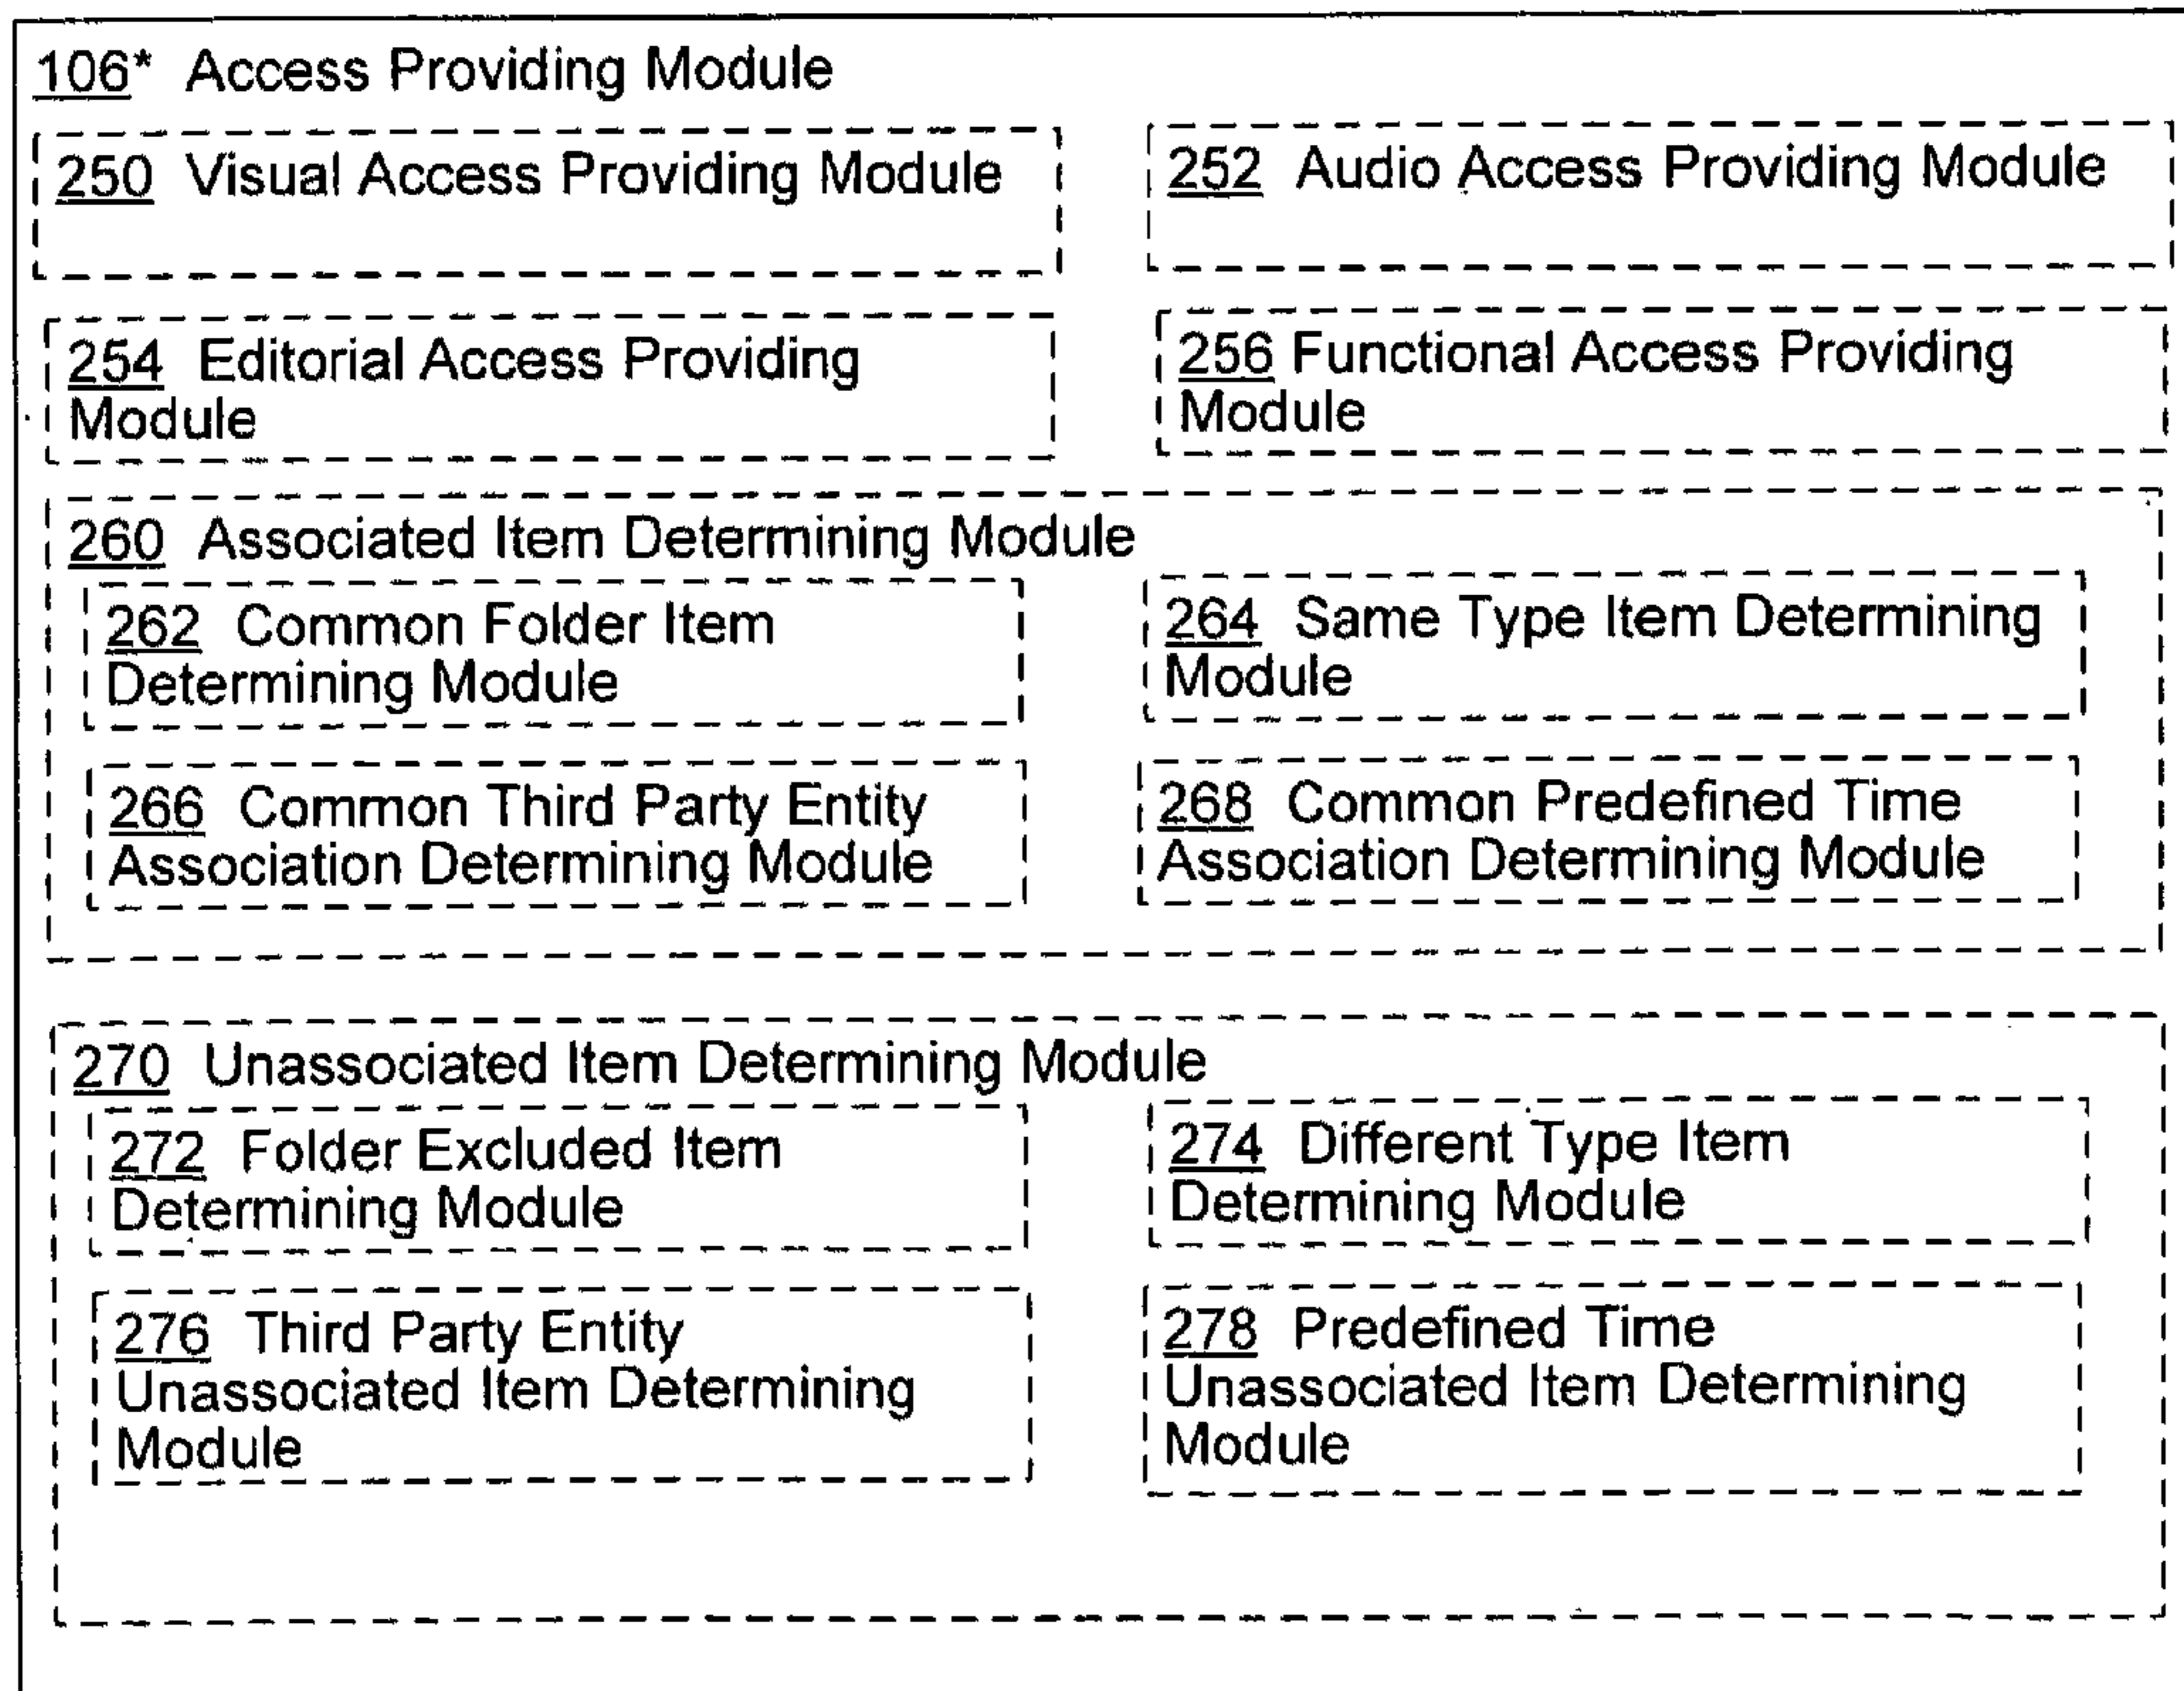 106* Access Providing Module
250 Visual Access Providing Module
252 Audio Access Providing Module
254 Editorial Access Providing
Module
256 Functional Access Providing
Module
260 Associated Item Determining Module
262 Common Folder Item
Determining Module
264 Same Type Item Determining
Module
266 Common Third Party Entity
Association Determining Module
268 Common Predefined Time
Association Determining Module
270 Unassociated Item Determining Module
272 Folder Excluded Item
Determining Module
274 Different Type Item
Determining Module
276 Third Party Entity
Unassociated Item Determining
Module
278 Predefined Time
Unassociated Item Determining
Module